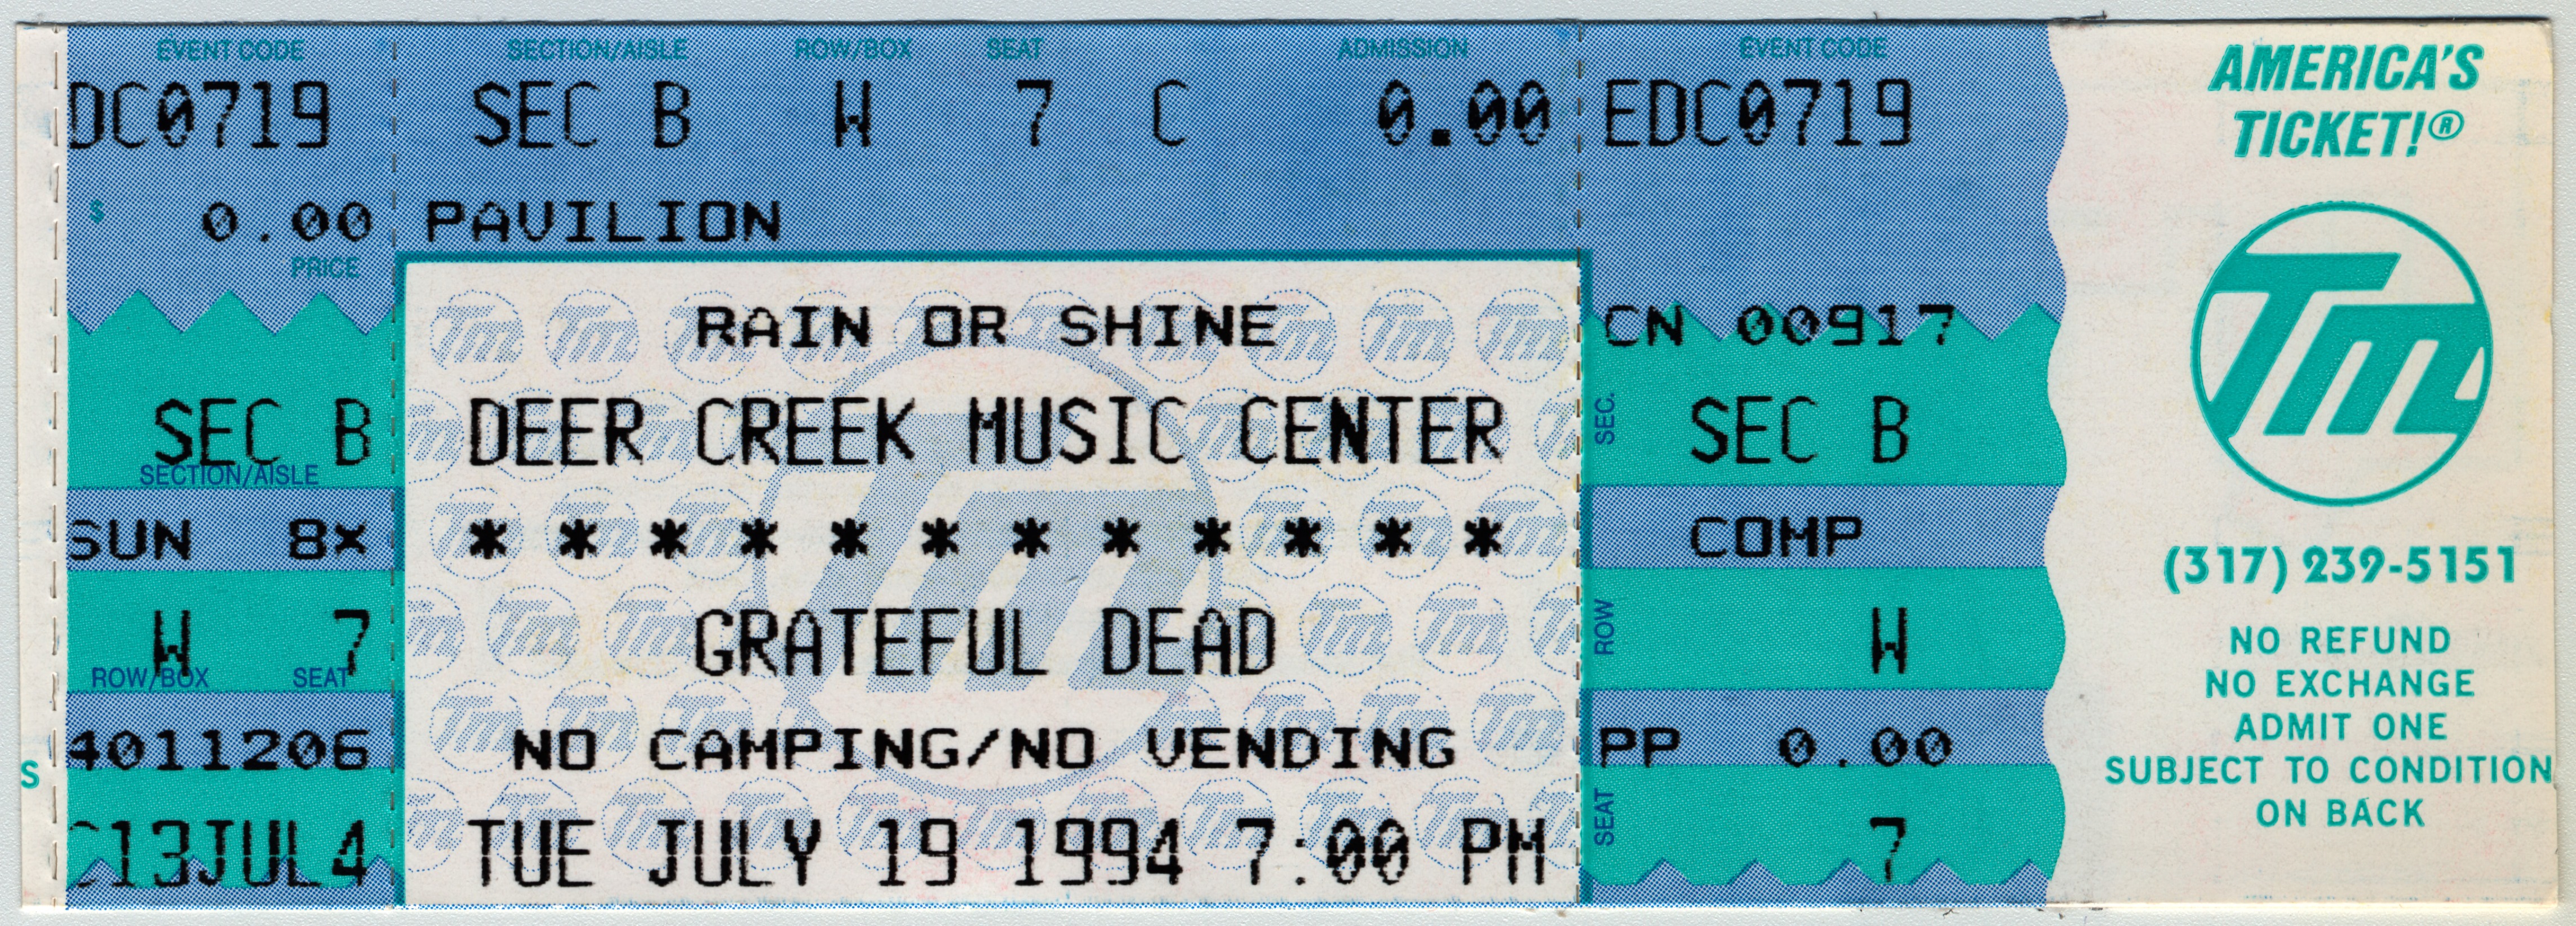 EVENT CODE SECTION/AISLE ROW/BOX SEAT ADMISSION EVENT CODE
DC0719 SEC B W 7 C 0.00 EDC0719
$ 0.00 PAVILION
PRICE
RAIN OR SHINE
CN 00917
SEC B
SECTION/AISLE
DEER CREEK MUSIC CENTER
SEC. SEC B
SUN 8X
* * * * * * * * * * * *
COMP
W 7
ROW/BOX SEAT
GRATEFUL DEAD
ROW W
4011206
NO CAMPING/NO VENDING
PP 0.00
S
C13JUL4
TUE JULY 19 1994 7:00 PM
SEAT 7
AMERICA'S
TICKET!®
Tm
(317) 239-5151
NO REFUND
NO EXCHANGE
ADMIT ONE
SUBJECT TO CONDITION
ON BACK